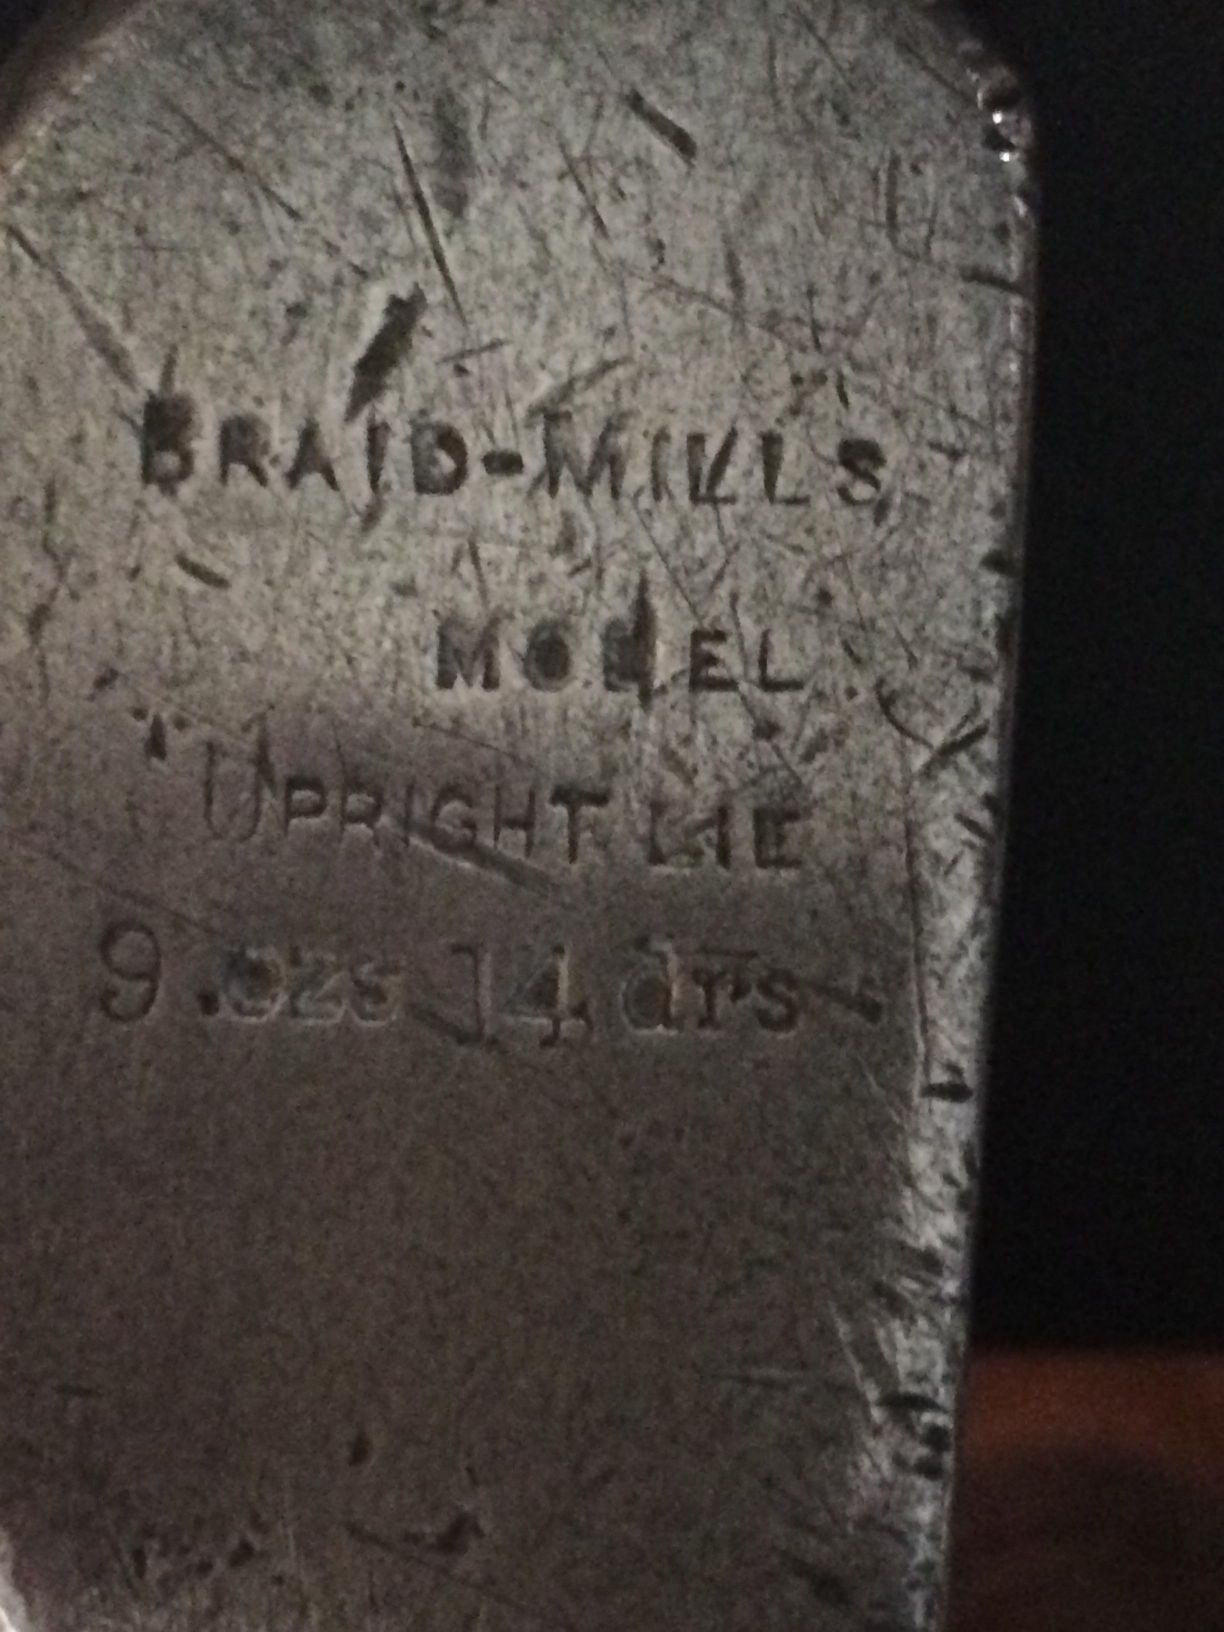 BRAID-MILLS
MODEL
UPRIGHT LIE
9.ozs 14.drs